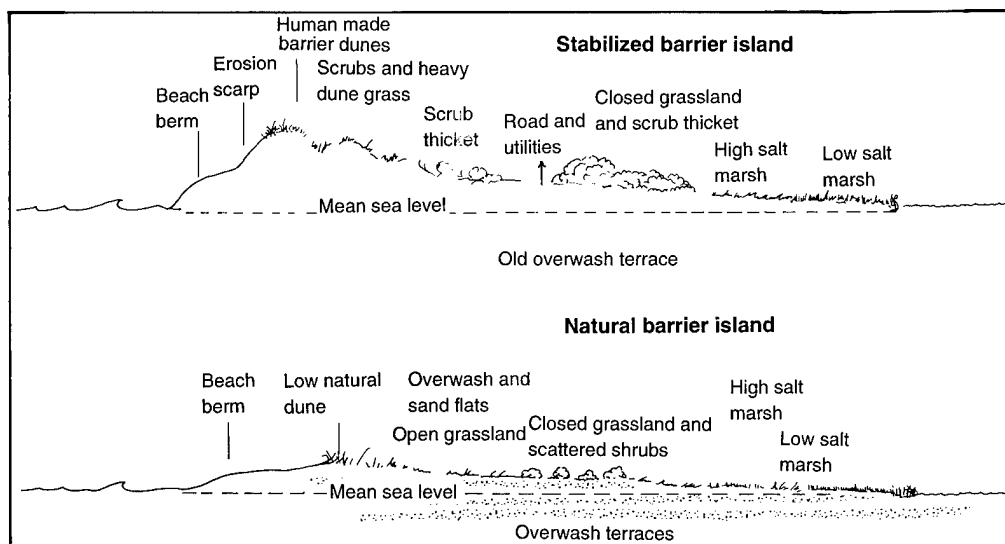 Human made
barrier dunes
Stabilized barrier island
Erosion
scarp
Scrubs and heavy
dune grass
Beach
berm
Scrub
thicket
Road and
utilities
Closed grassland
and scrub thicket
High salt
marsh
Low salt
marsh
Mean sea level
Old overwash terrace
Natural barrier island
Beach
berm
Low natural
dune
Overwash and
sand flats
Open grassland
Closed grassland and
scattered shrubs
High salt
marsh
Low salt
marsh
Mean sea level
Overwash terraces